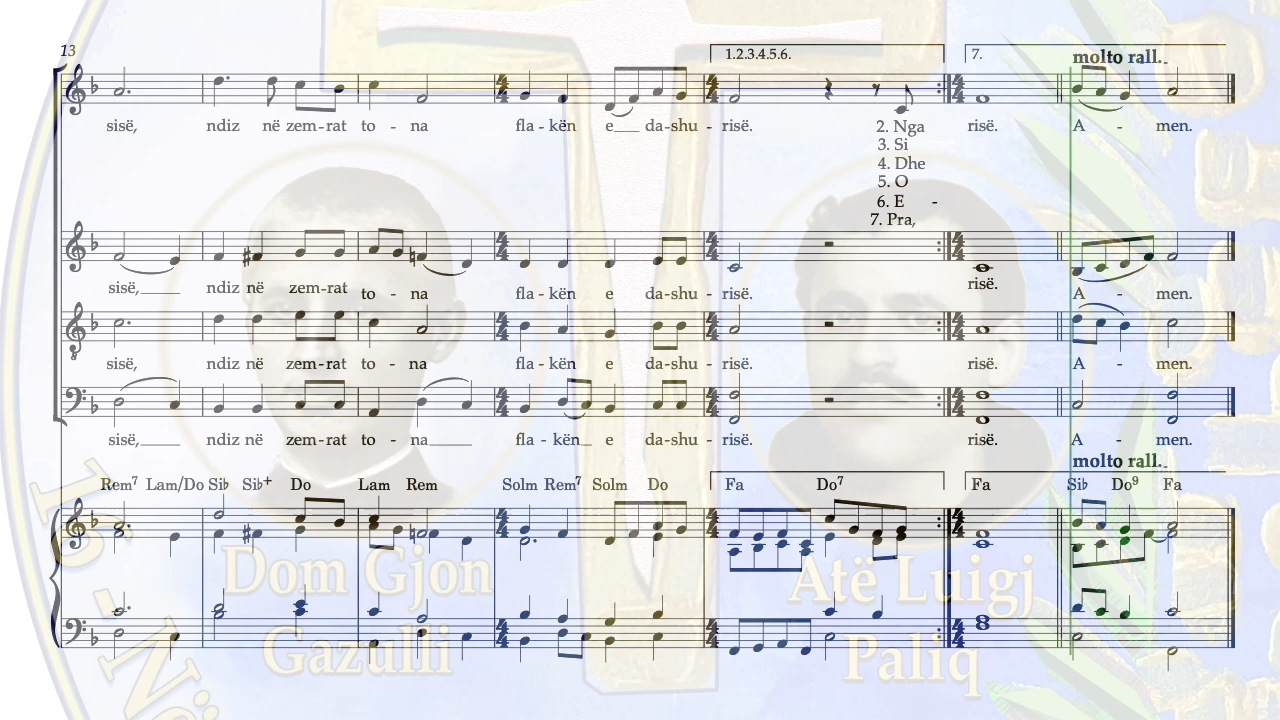 13
1.2.3.4.5.6.
7.
molto rall.
sisë, ndiz në zem-rat to - na fla - kën e da-shu - risë. 2. Nga risë. A - men.
3. Si
4. Dhe
5. O
6. E -
7. Pra,
sisë, ndiz në zem-rat to - na fla - kën e da-shu - risë. risë. A - men.
8
sisë, ndiz në zem-rat to - na fla - kën e da-shu - risë. risë. A - men.
sisë, ndiz në zem-rat to - na fla - kën e da-shu - risë. risë. A - men.
molto rall.
Rem7 Lam/Do Sib Sib+ Do Lam Rem Solm Rem7 Solm Do Fa Do7 Fa Sib Do9 Fa
Dom Gjon
Gazulli
Atë Luigj
Paliq
16 - Në